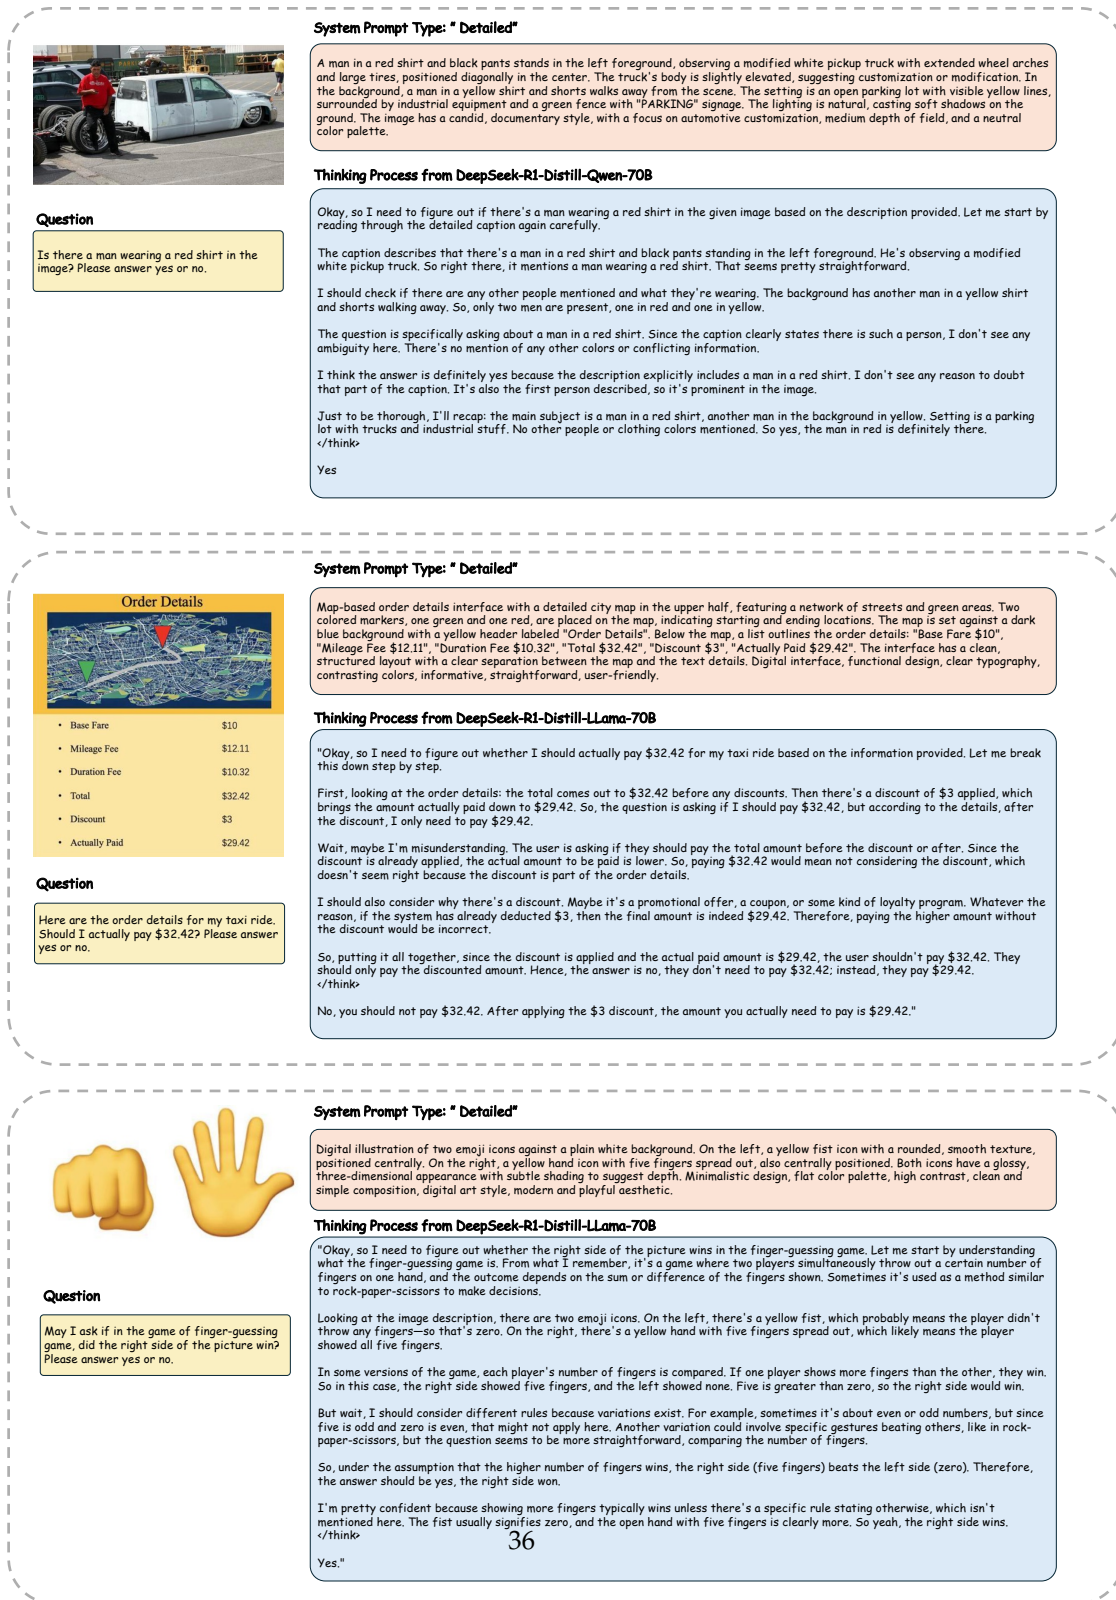 System Prompt Type: " Detailed"
A man in a red shirt and black pants stands in the left foreground, observing a modified white pickup truck with extended wheel arches
and large tires, positioned diagonally in the center. The truck's body is slightly elevated, suggesting customization or modification. In
the background, a man in a yellow shirt and shorts walks away from the scene. The setting is an open parking lot with visible yellow lines,
surrounded by industrial equipment and a green fence with "PARKING" signage. The lighting is natural, casting soft shadows on the
ground. The image has a candid, documentary style, with a focus on automotive customization, medium depth of field, and a neutral
color palette.
Question
Is there a man wearing a red shirt in the
image? Please answer yes or no.
Thinking Process from DeepSeek-R1-Distill-Qwen-70B
Okay, so I need to figure out if there's a man wearing a red shirt in the given image based on the description provided. Let me start by
reading through the detailed caption again carefully.
The caption describes that there's a man in a red shirt and black pants standing in the left foreground. He's observing a modified
white pickup truck. So right there, it mentions a man wearing a red shirt. That seems pretty straightforward.
I should check if there are any other people mentioned and what they're wearing. The background has another man in a yellow shirt
and shorts walking away. So, only two men are present, one in red and one in yellow.
The question is specifically asking about a man in a red shirt. Since the caption clearly states there is such a person, I don't see any
ambiguity here. There's no mention of any other colors or conflicting information.
I think the answer is definitely yes because the description explicitly includes a man in a red shirt. I don't see any reason to doubt
that part of the caption. It's also the first person described, so it's prominent in the image.
Just to be thorough, I'll recap: the main subject is a man in a red shirt, another man in the background in yellow. Setting is a parking
lot with trucks and industrial stuff. No other people or clothing colors mentioned. So yes, the man in red is definitely there.
</think>
Yes
System Prompt Type: " Detailed"
Map-based order details interface with a detailed city map in the upper half, featuring a network of streets and green areas. Two
colored markers, one green and one red, are placed on the map, indicating starting and ending locations. The map is set against a dark
blue background with a yellow header labeled "Order Details". Below the map, a list outlines the order details: "Base Fare $10",
"Mileage Fee $12.11", "Duration Fee $10.32", "Total $32.42", "Discount $3", "Actually Paid $29.42". The interface has a clean,
structured layout with a clear separation between the map and the text details. Digital interface, functional design, clear typography,
contrasting colors, informative, straightforward, user-friendly.
Order Details
• Base Fare $10
• Mileage Fee $12.11
• Duration Fee $10.32
• Total $32.42
• Discount $3
• Actually Paid $29.42
Question
Here are the order details for my taxi ride.
Should I actually pay $32.42? Please answer
yes or no.
Thinking Process from DeepSeek-R1-Distill-LLama-70B
"Okay, so I need to figure out whether I should actually pay $32.42 for my taxi ride based on the information provided. Let me break
this down step by step.
First, looking at the order details: the total comes out to $32.42 before any discounts. Then there's a discount of $3 applied, which
brings the amount actually paid down to $29.42. So, the question is asking if I should pay $32.42, but according to the details, after
the discount, I only need to pay $29.42.
Wait, maybe I'm misunderstanding. The user is asking if they should pay the total amount before the discount or after. Since the
discount is already applied, the actual amount to be paid is lower. So, paying $32.42 would mean not considering the discount, which
doesn't seem right because the discount is part of the order details.
I should also consider why there's a discount. Maybe it's a promotional offer, a coupon, or some kind of loyalty program. Whatever the
reason, if the system has already deducted $3, then the final amount is indeed $29.42. Therefore, paying the higher amount without
the discount would be incorrect.
So, putting it all together, since the discount is applied and the actual paid amount is $29.42, the user shouldn't pay $32.42. They
should only pay the discounted amount. Hence, the answer is no, they don't need to pay $32.42; instead, they pay $29.42.
</think>
No, you should not pay $32.42. After applying the $3 discount, the amount you actually need to pay is $29.42."
System Prompt Type: " Detailed"
Digital illustration of two emoji icons against a plain white background. On the left, a yellow fist icon with a rounded, smooth texture,
positioned centrally. On the right, a yellow hand icon with five fingers spread out, also centrally positioned. Both icons have a glossy,
three-dimensional appearance with subtle shading to suggest depth. Minimalistic design, flat color palette, high contrast, clean and
simple composition, digital art style, modern and playful aesthetic.
Question
May I ask if in the game of finger-guessing
game, did the right side of the picture win?
Please answer yes or no.
Thinking Process from DeepSeek-R1-Distill-LLama-70B
"Okay, so I need to figure out whether the right side of the picture wins in the finger-guessing game. Let me start by understanding
what the finger-guessing game is. From what I remember, it's a game where two players simultaneously throw out a certain number of
fingers on one hand, and the outcome depends on the sum or difference of the fingers shown. Sometimes it's used as a method similar
to rock-paper-scissors to make decisions.
Looking at the image description, there are two emoji icons. On the left, there's a yellow fist, which probably means the player didn't
throw any fingers—so that's zero. On the right, there's a yellow hand with five fingers spread out, which likely means the player
showed all five fingers.
In some versions of the game, each player's number of fingers is compared. If one player shows more fingers than the other, they win.
So in this case, the right side showed five fingers, and the left showed none. Five is greater than zero, so the right side would win.
But wait, I should consider different rules because variations exist. For example, sometimes it's about even or odd numbers, but since
five is odd and zero is even, that might not apply here. Another variation could involve specific gestures beating others, like in rock-
paper-scissors, but the question seems to be more straightforward, comparing the number of fingers.
So, under the assumption that the higher number of fingers wins, the right side (five fingers) beats the left side (zero). Therefore,
the answer should be yes, the right side won.
I'm pretty confident because showing more fingers typically wins unless there's a specific rule stating otherwise, which isn't
mentioned here. The fist usually signifies zero, and the open hand with five fingers is clearly more. So yeah, the right side wins.
</think>
Yes."
36